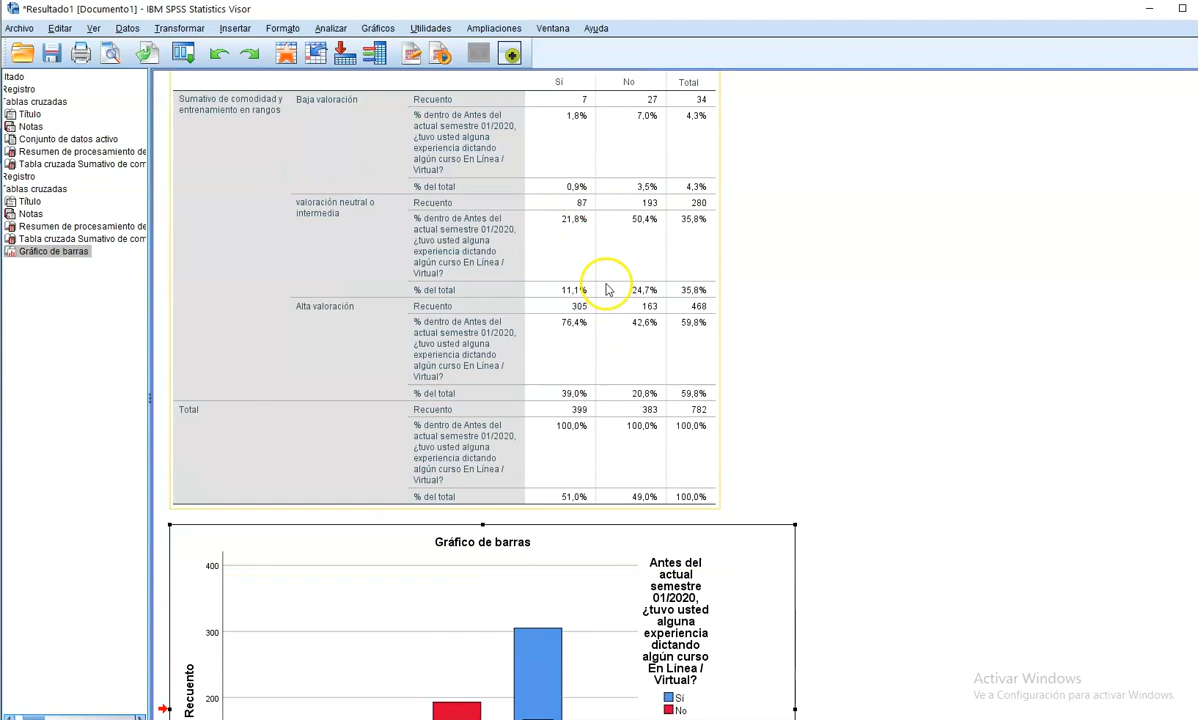 *Resultado1 [Documento1] - IBM SPSS Statistics Visor
Archivo Editar Ver Datos Transformar Insertar Formato Analizar Gráficos Utilidades Ampliaciones Ventana Ayuda
ltado
Registro
Tablas cruzadas
Título
Notas
Conjunto de datos activo
Resumen de procesamiento de
Tabla cruzada Sumativo de com
Registro
Tablas cruzadas
Título
Notas
Resumen de procesamiento de
Tabla cruzada Sumativo de com
Gráfico de barras
Sí No Total
Sumativo de comodidad y
entrenamiento en rangos
Baja valoración
Recuento 7 27 34
% dentro de Antes del 1,8% 7,0% 4,3%
actual semestre 01/2020,
¿tuvo usted alguna
experiencia dictando
algún curso En Línea /
Virtual?
% del total 0,9% 3,5% 4,3%
valoración neutral o
intermedia
Recuento 87 193 280
% dentro de Antes del 21,8% 50,4% 35,8%
actual semestre 01/2020,
¿tuvo usted alguna
experiencia dictando
algún curso En Línea /
Virtual?
% del total 11,1% 24,7% 35,8%
Alta valoración
Recuento 305 163 468
% dentro de Antes del 76,4% 42,6% 59,8%
actual semestre 01/2020,
¿tuvo usted alguna
experiencia dictando
algún curso En Línea /
Virtual?
% del total 39,0% 20,8% 59,8%
Total
Recuento 399 383 782
% dentro de Antes del 100,0% 100,0% 100,0%
actual semestre 01/2020,
¿tuvo usted alguna
experiencia dictando
algún curso En Línea /
Virtual?
% del total 51,0% 49,0% 100,0%
Gráfico de barras
400
300
200
Recuento
Antes del
actual
semestre
01/2020,
¿tuvo usted
alguna
experiencia
dictando
algún curso
En Línea /
Virtual?
Sí
No
Activar Windows
Ve a Configuración para activar Windows.